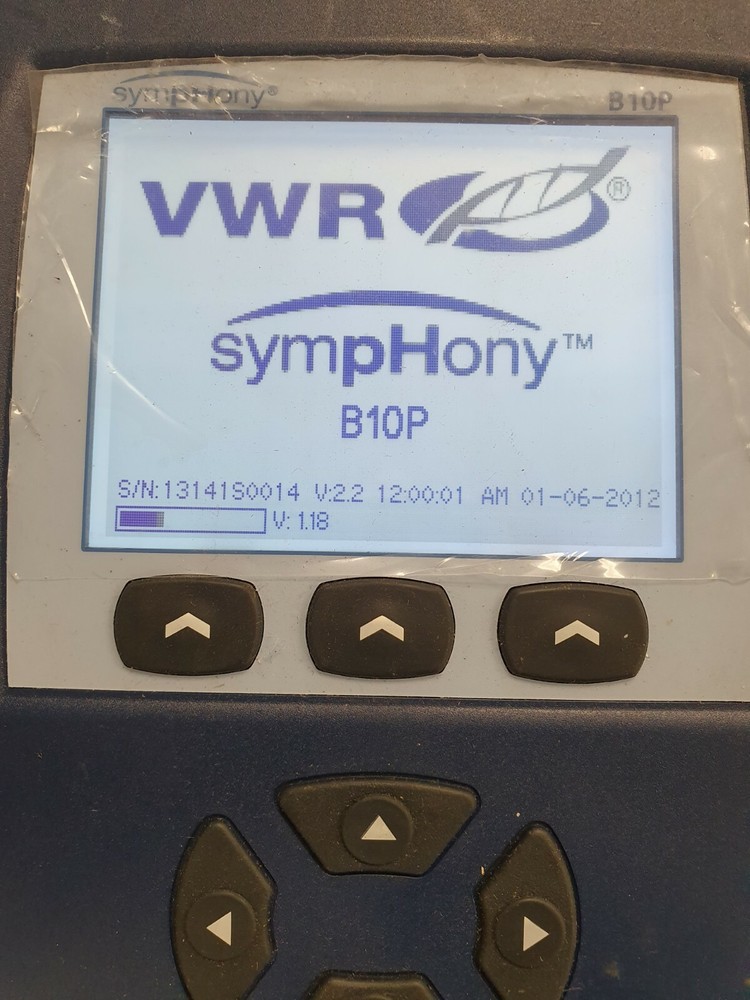 sympHony®
B10P
VWR®
sympHony™
B10P
S/N:13141S0014 V:2.2 12:00:01 AM 01-06-2012
V: 1.18